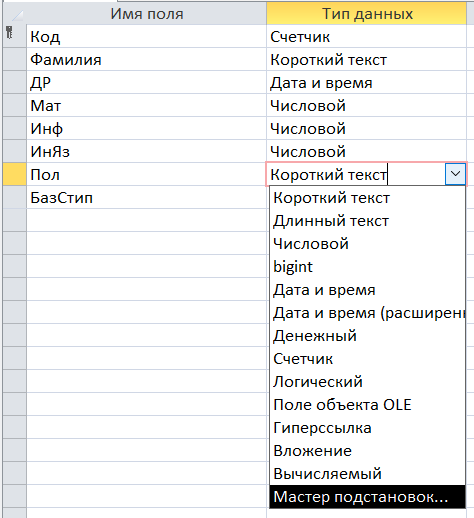 Имя поля Тип данных
Код Счетчик
Фамилия Короткий текст
ДР Дата и время
Мат Числовой
Инф Числовой
ИнЯз Числовой
Пол Короткий текст
БазСтип Короткий текст
Длинный текст
Числовой
bigint
Дата и время
Дата и время (расширен
Денежный
Счетчик
Логический
Поле объекта OLE
Гиперссылка
Вложение
Вычисляемый
Мастер подстановок...